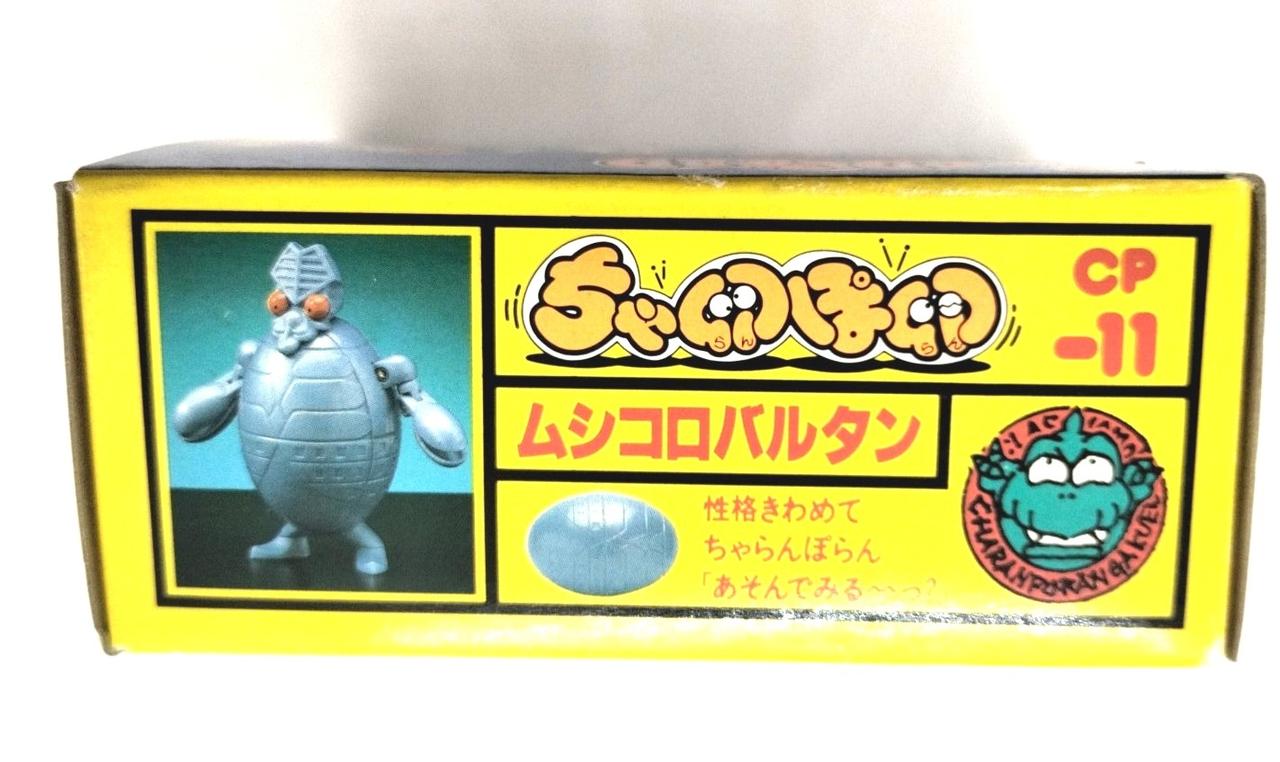 ちゃらんぽらん
CP
-11
ムシコロバルタン
性格きわめて
ちゃらんぽらん
「あそんでみる〜っ?
CHARANPORAN GAKUEN